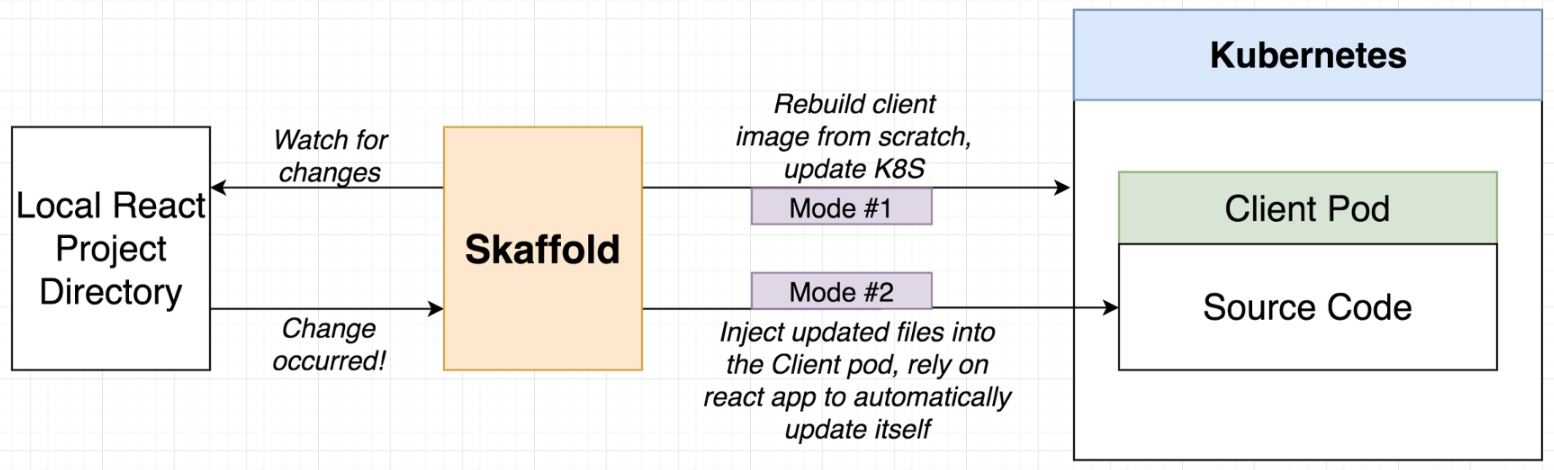 Local React
Project
Directory
Watch for
changes
Change
occurred!
Skaffold
Rebuild client
image from scratch,
update K8S
Mode #1
Mode #2
Inject updated files into
the Client pod, rely on
react app to automatically
update itself
Kubernetes
Client Pod
Source Code